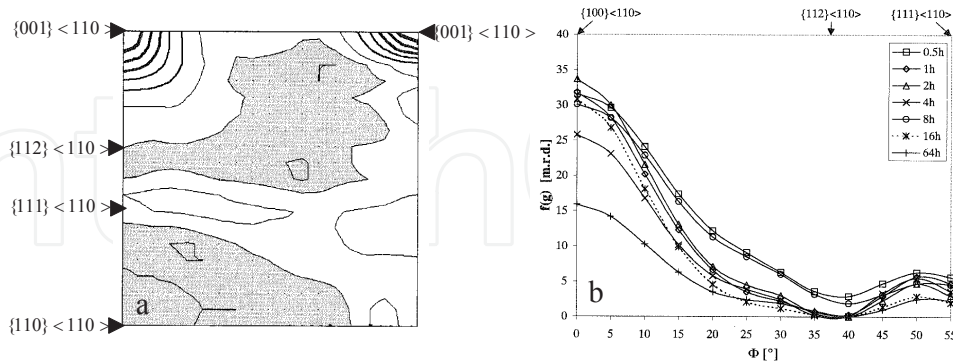 {001}<110>
{001}<110>
{112}<110>
{111}<110>
{110}<110>
a
{100}<110>
{112}<110>
{111}<110>
f(g) [m.r.d.]
40
35
30
25
20
15
10
5
0
0.5h
1h
2h
4h
8h
16h
64h
b
0 5 10 15 20 25 30 35 40 45 50 55
Φ [°]